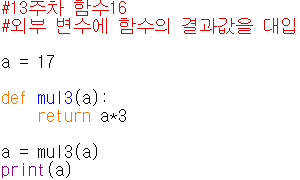 #13주차 함수16
#외부 변수에 함수의 결과값을 대입
a = 17
def mul3(a):
    return a*3
a = mul3(a)
print(a)